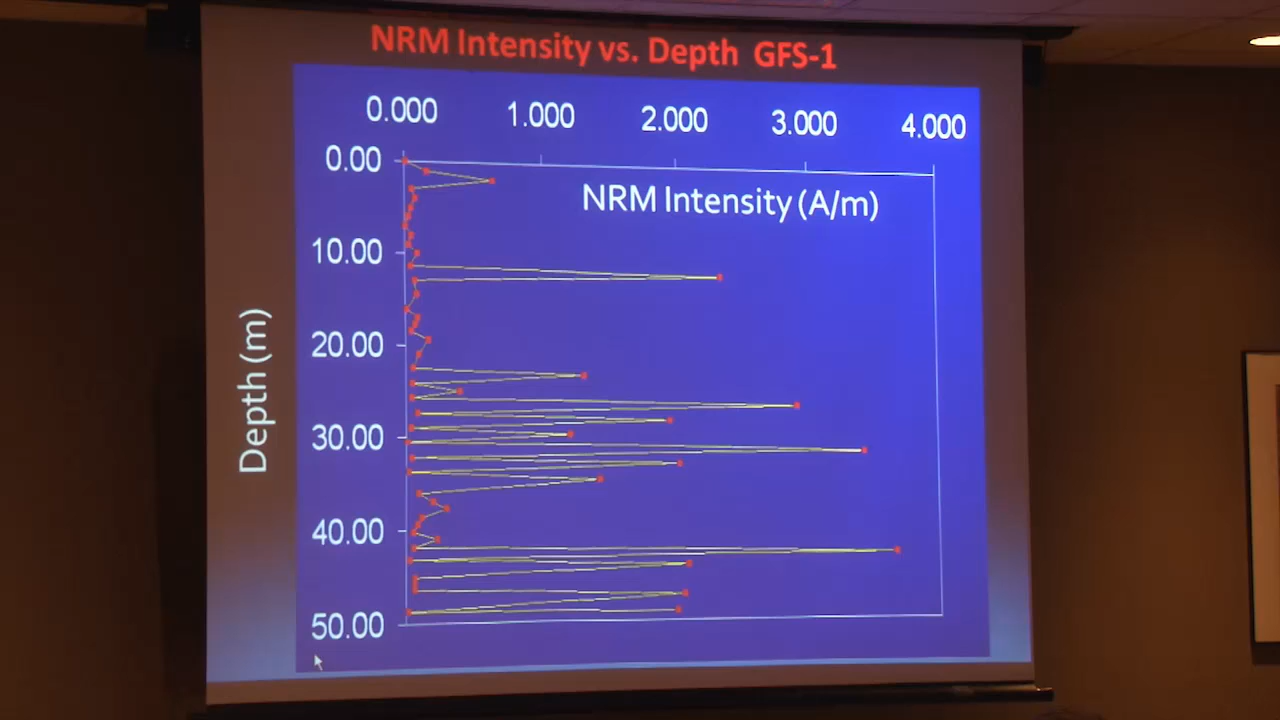 NRM Intensity vs. Depth GFS-1
0.000 1.000 2.000 3.000 4.000
0.00
NRM Intensity (A/m)
10.00
20.00
Depth (m)
30.00
40.00
50.00